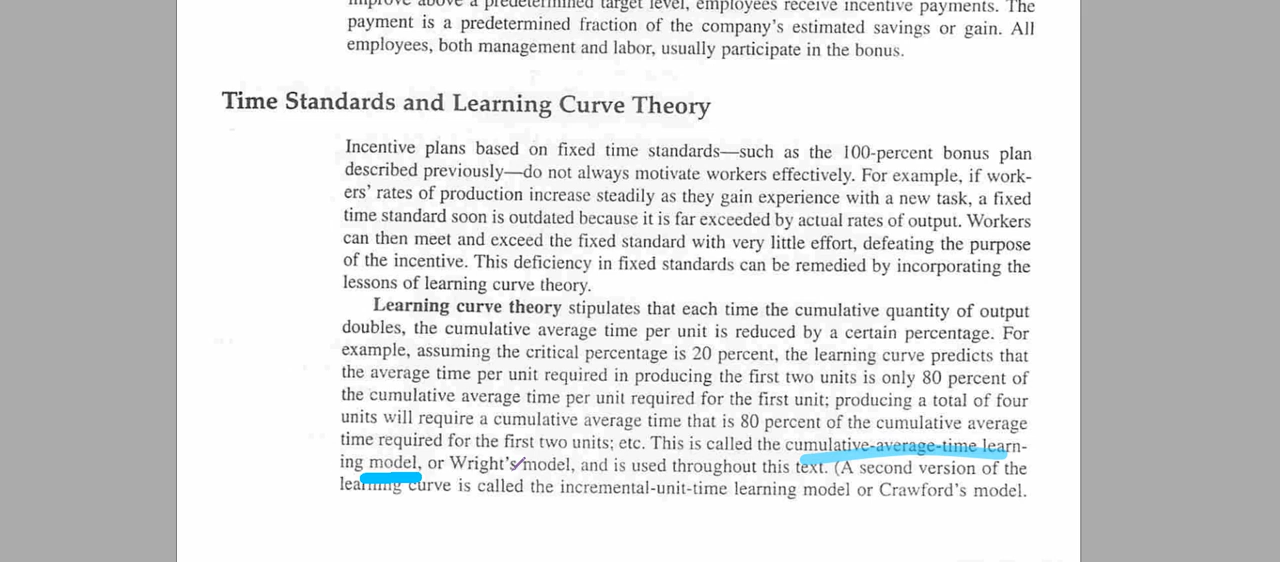 improve above a predetermined target level, employees receive incentive payments. The
payment is a predetermined fraction of the company's estimated savings or gain. All
employees, both management and labor, usually participate in the bonus.
Time Standards and Learning Curve Theory
Incentive plans based on fixed time standards—such as the 100-percent bonus plan
described previously—do not always motivate workers effectively. For example, if work-
ers' rates of production increase steadily as they gain experience with a new task, a fixed
time standard soon is outdated because it is far exceeded by actual rates of output. Workers
can then meet and exceed the fixed standard with very little effort, defeating the purpose
of the incentive. This deficiency in fixed standards can be remedied by incorporating the
lessons of learning curve theory.
Learning curve theory stipulates that each time the cumulative quantity of output
doubles, the cumulative average time per unit is reduced by a certain percentage. For
example, assuming the critical percentage is 20 percent, the learning curve predicts that
the average time per unit required in producing the first two units is only 80 percent of
the cumulative average time per unit required for the first unit; producing a total of four
units will require a cumulative average time that is 80 percent of the cumulative average
time required for the first two units; etc. This is called the cumulative-average-time learn-
ing model, or Wright's model, and is used throughout this text. (A second version of the
learning curve is called the incremental-unit-time learning model or Crawford's model.